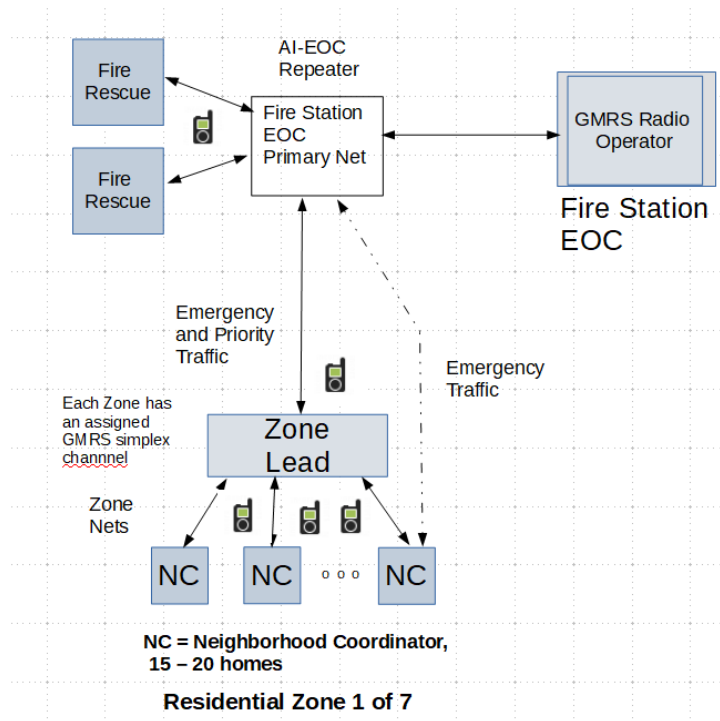 AI-EOC
Repeater
Fire
Rescue
Fire Station
EOC
Primary Net
GMRS Radio
Operator
Fire
Rescue
Fire Station
EOC
Emergency
and Priority
Traffic
Emergency
Traffic
Each Zone has
an assigned
GMRS simplex
channnel
Zone
Lead
Zone
Nets
NC
NC
o o o
NC
NC = Neighborhood Coordinator,
15 – 20 homes
Residential Zone 1 of 7